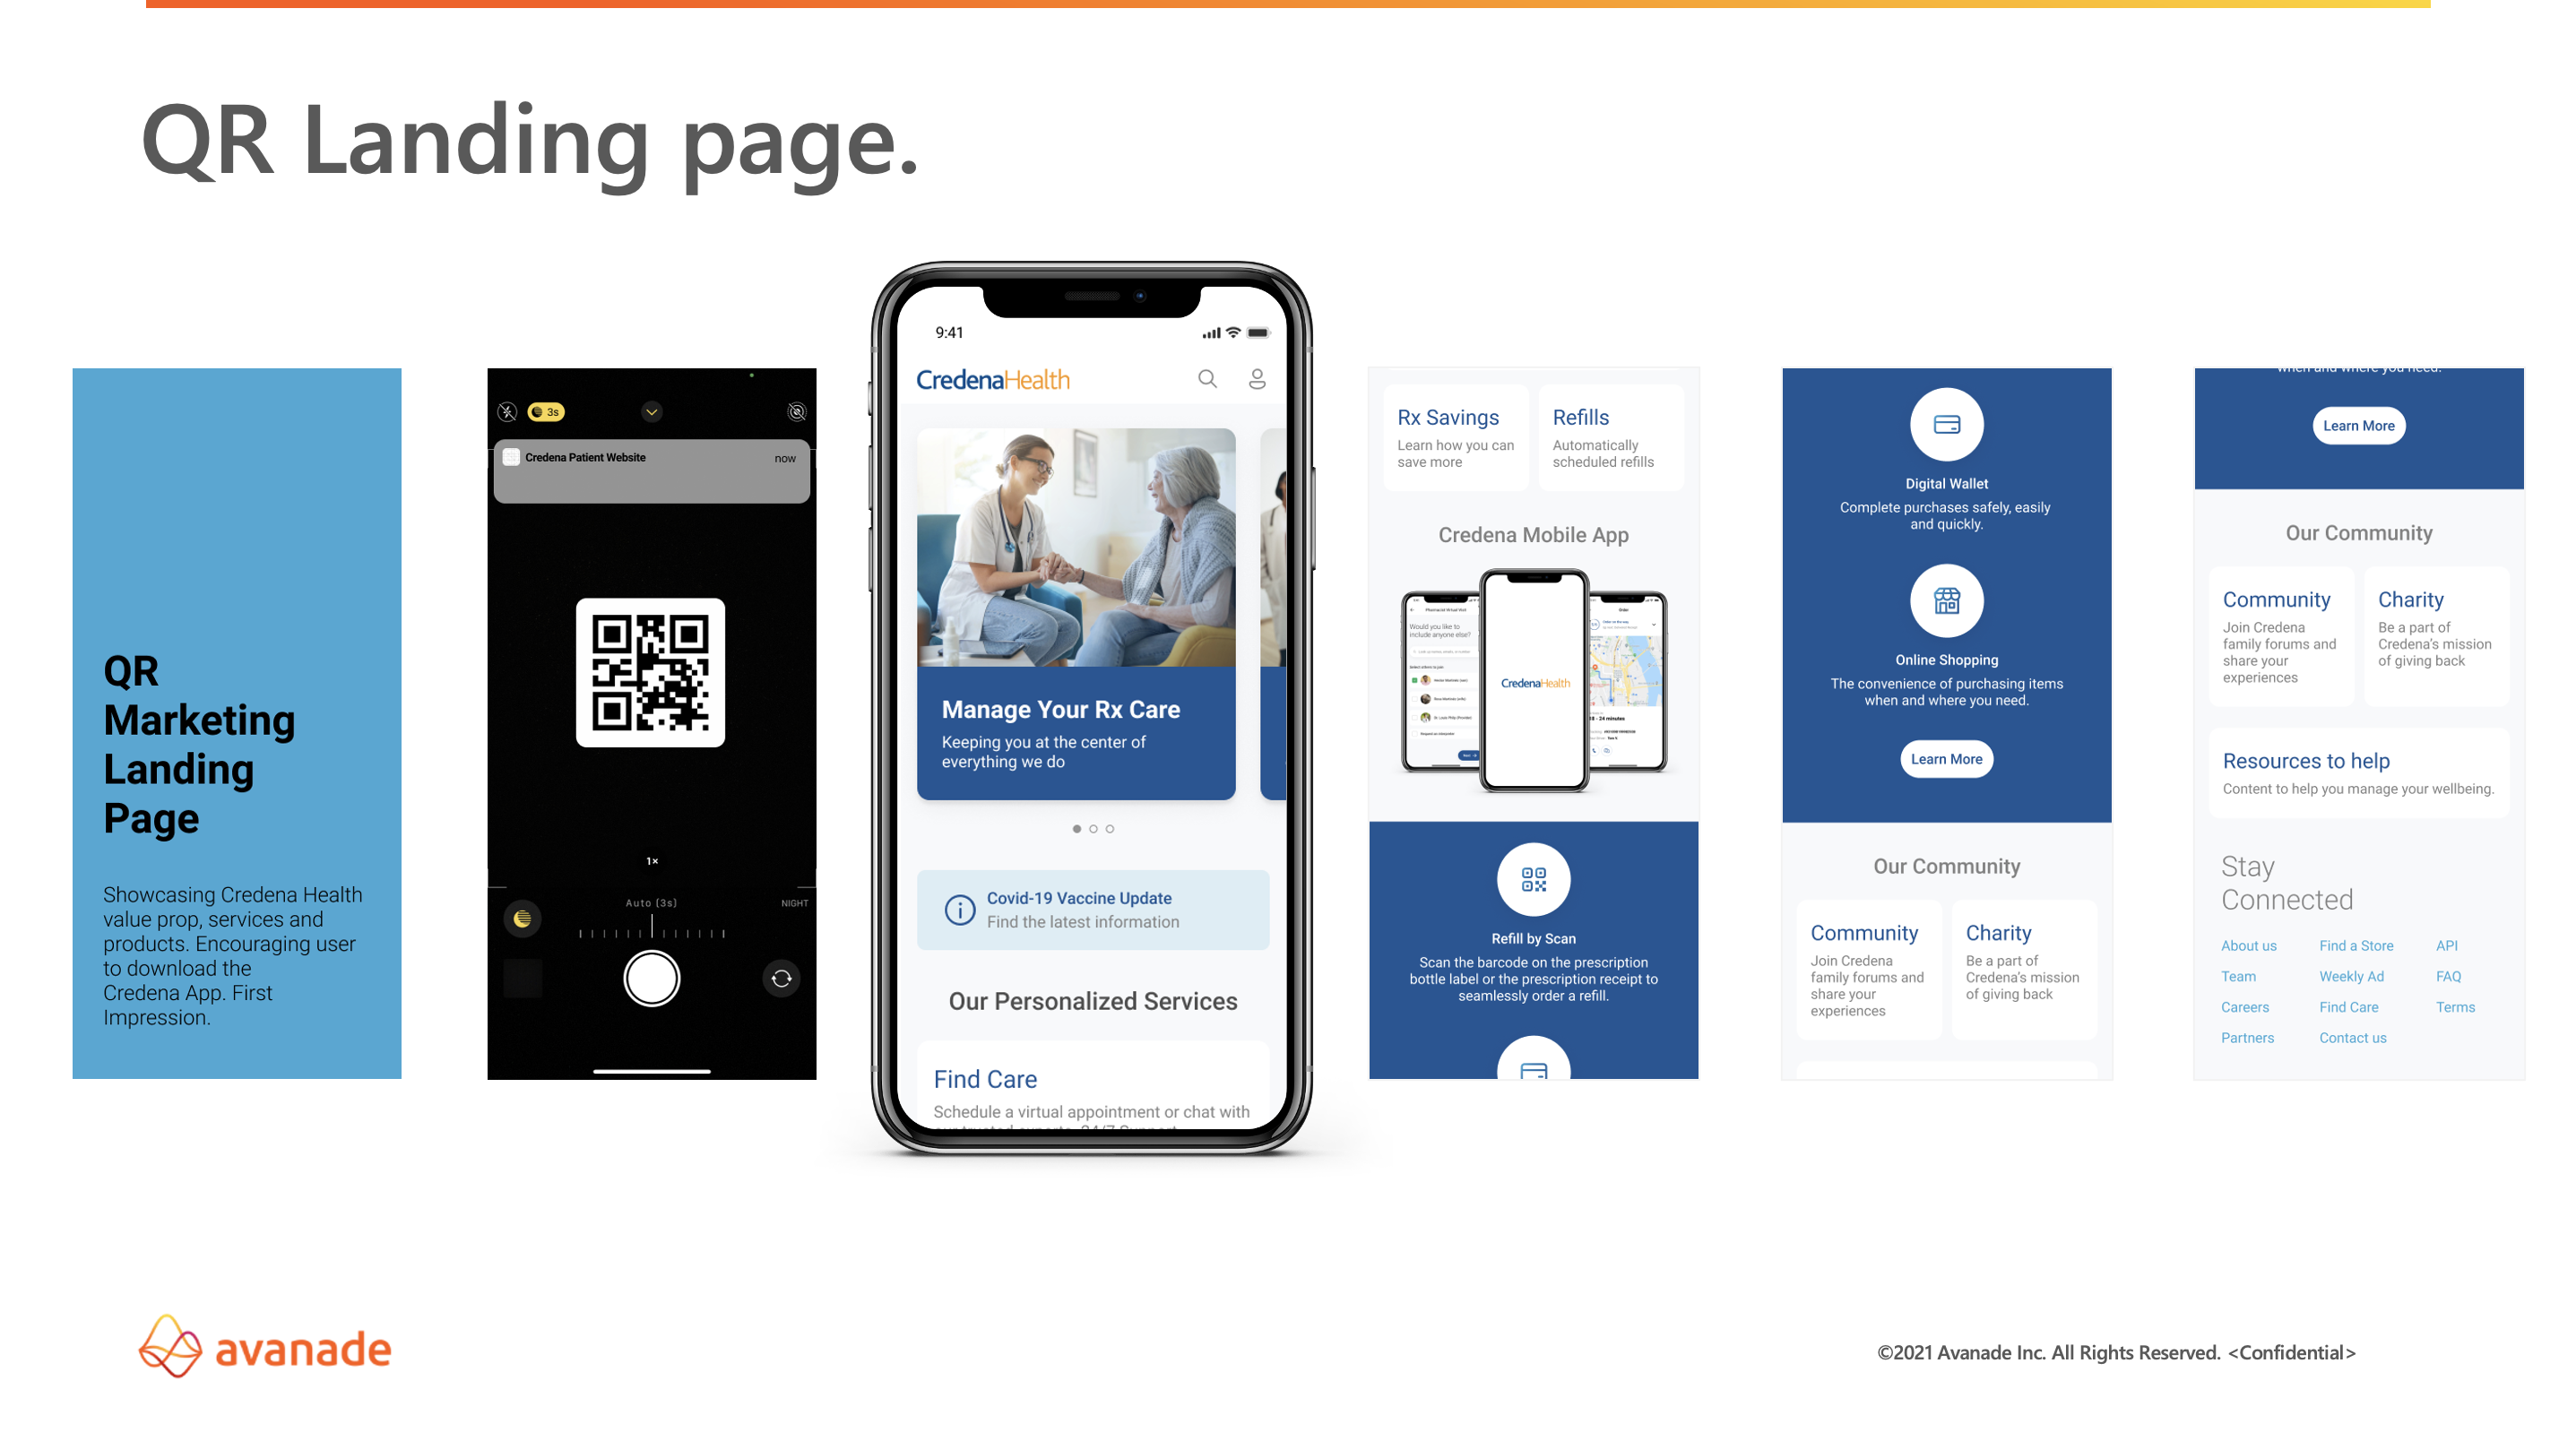 QR Landing page.
QR
Marketing
Landing
Page
Showcasing Credena Health
value prop, services and
products. Encouraging user
to download the
Credena App. First
Impression.
3s
Credena Patient Website
now
1×
Auto (3s)
NIGHT
9:41
CredenaHealth
Manage Your Rx Care
Keeping you at the center of
everything we do
Covid-19 Vaccine Update
Find the latest information
Our Personalized Services
Find Care
Schedule a virtual appointment or chat with
Rx Savings
Learn how you can
save more
Refills
Automatically
scheduled refills
Credena Mobile App
Would you like to
include anyone else?
CredenaHealth
Refill by Scan
Scan the barcode on the prescription
bottle label or the prescription receipt to
seamlessly order a refill.
Digital Wallet
Complete purchases safely, easily
and quickly.
Online Shopping
The convenience of purchasing items
when and where you need.
Learn More
Our Community
Community
Join Credena
family forums and
share your
experiences
Charity
Be a part of
Credena's mission
of giving back
when and where you need.
Learn More
Our Community
Community
Join Credena
family forums and
share your
experiences
Charity
Be a part of
Credena's mission
of giving back
Resources to help
Content to help you manage your wellbeing.
Stay
Connected
About us Find a Store API
Team Weekly Ad FAQ
Careers Find Care Terms
Partners Contact us
avanade
©2021 Avanade Inc. All Rights Reserved. <Confidential>